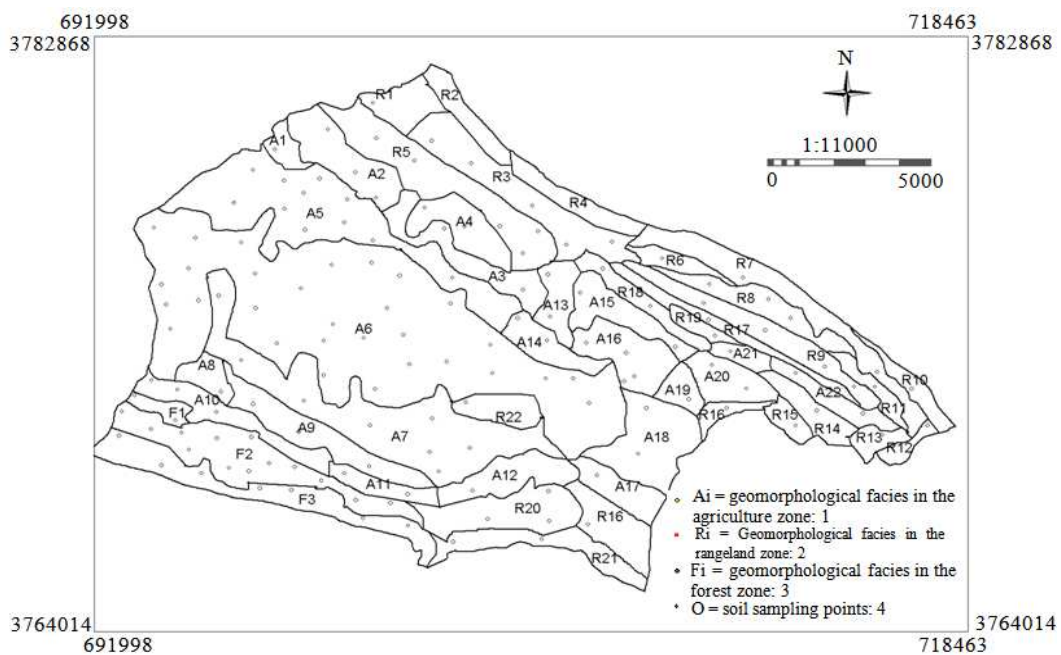 691998 718463
3782868 3782868
N
1:11000
0 5000
R1
R2
A1
R5
A2
R3
R4
A5
A4
R6
R7
A3
R18
R8
A13
A15
R19
R17
A6
A14
A16
A21
R9
A8
A20
R10
A19
A22
A10
R11
F1
R22
R16
R15
A9
A7
R14
R13
A18
R12
F2
A12
A11
A17
F3
R20
R16
R21
Ai = geomorphological facies in the
agriculture zone: 1
Ri = Geomorphological facies in the
rangeland zone: 2
Fi = geomorphological facies in the
forest zone: 3
O = soil sampling points: 4
3764014 3764014
691998 718463